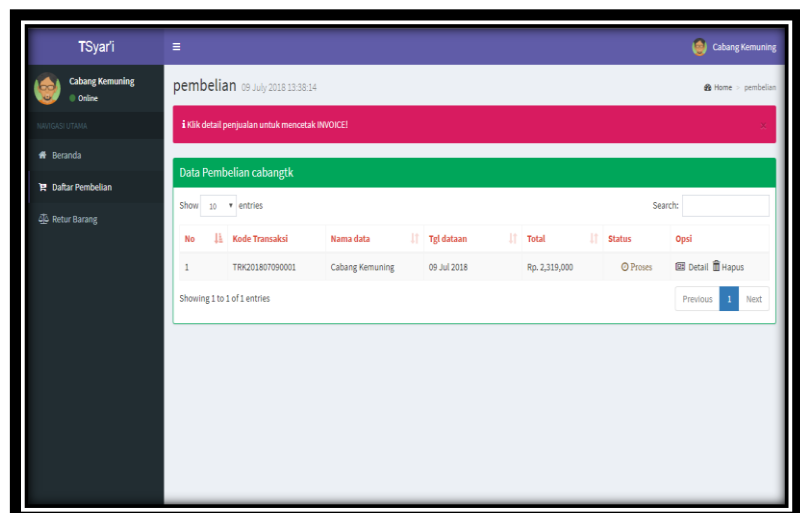 TSyar'i
Cabang Kemuning
Cabang Kemuning
Online
NAVIGASI UTAMA
Beranda
Daftar Pembelian
Retur Barang
pembelian 09 July 2018 13:38:14
Home > pembelian
i Klik detail penjualan untuk mencetak INVOICE!
x
Data Pembelian cabangtk
Show 10 entries
Search:
No Kode Transaksi Nama data Tgl dataan Total Status Opsi
1 TRK201807090001 Cabang Kemuning 09 Jul 2018 Rp. 2,319,000 Proses Detail Hapus
Showing 1 to 1 of 1 entries
Previous 1 Next